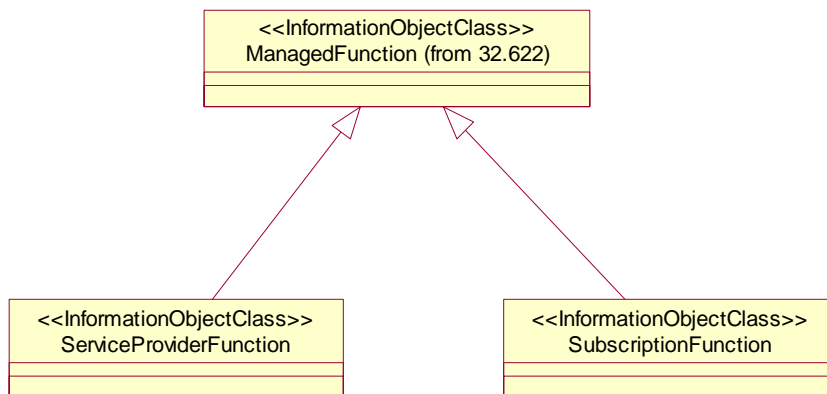 <<InformationObjectClass>>
ManagedFunction (from 32.622)
<<InformationObjectClass>>
ServiceProviderFunction
<<InformationObjectClass>>
SubscriptionFunction